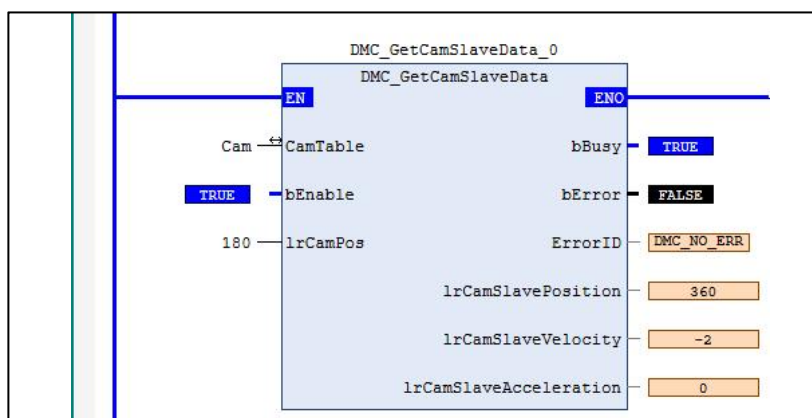 DMC_GetCamSlaveData_0
DMC_GetCamSlaveData
EN ENO
Cam CamTable bBusy TRUE
TRUE bEnable bError FALSE
180 lrCamPos ErrorID DMC_NO_ERR
lrCamSlavePosition 360
lrCamSlaveVelocity -2
lrCamSlaveAcceleration 0